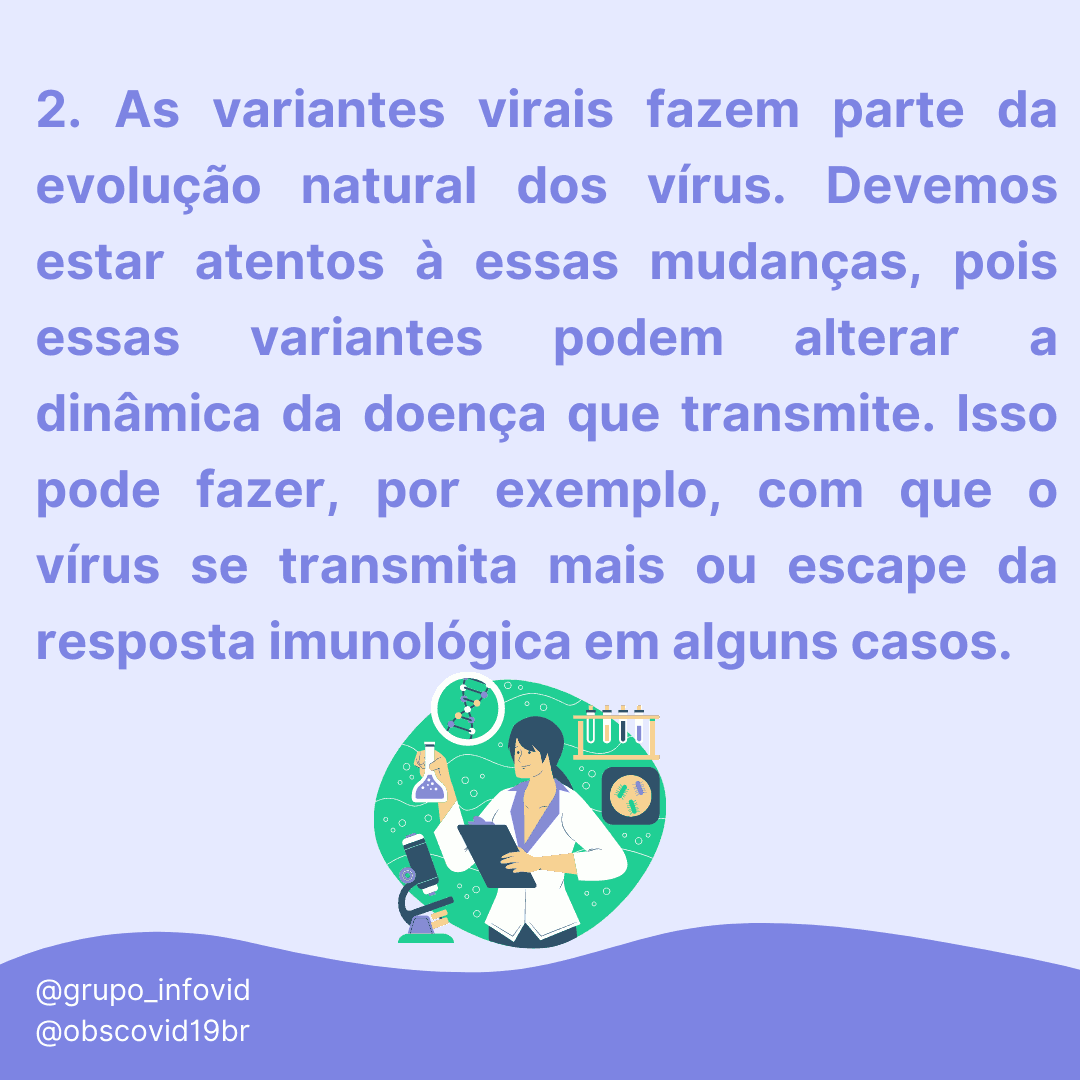 2. As variantes virais fazem parte da
evolução natural dos vírus. Devemos
estar atentos à essas mudanças, pois
essas variantes podem alterar a
dinâmica da doença que transmite. Isso
pode fazer, por exemplo, com que o
vírus se transmita mais ou escape da
resposta imunológica em alguns casos.
@grupo_infovid
@obscovid19br